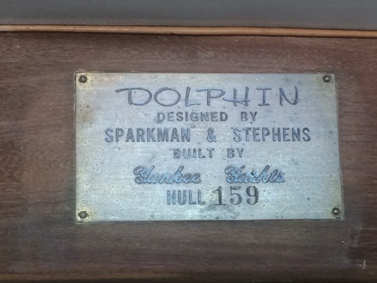 DOLPHIN
DESIGNED BY
SPARKMAN & STEPHENS
BUILT BY
Yankee Yachts
HULL 159